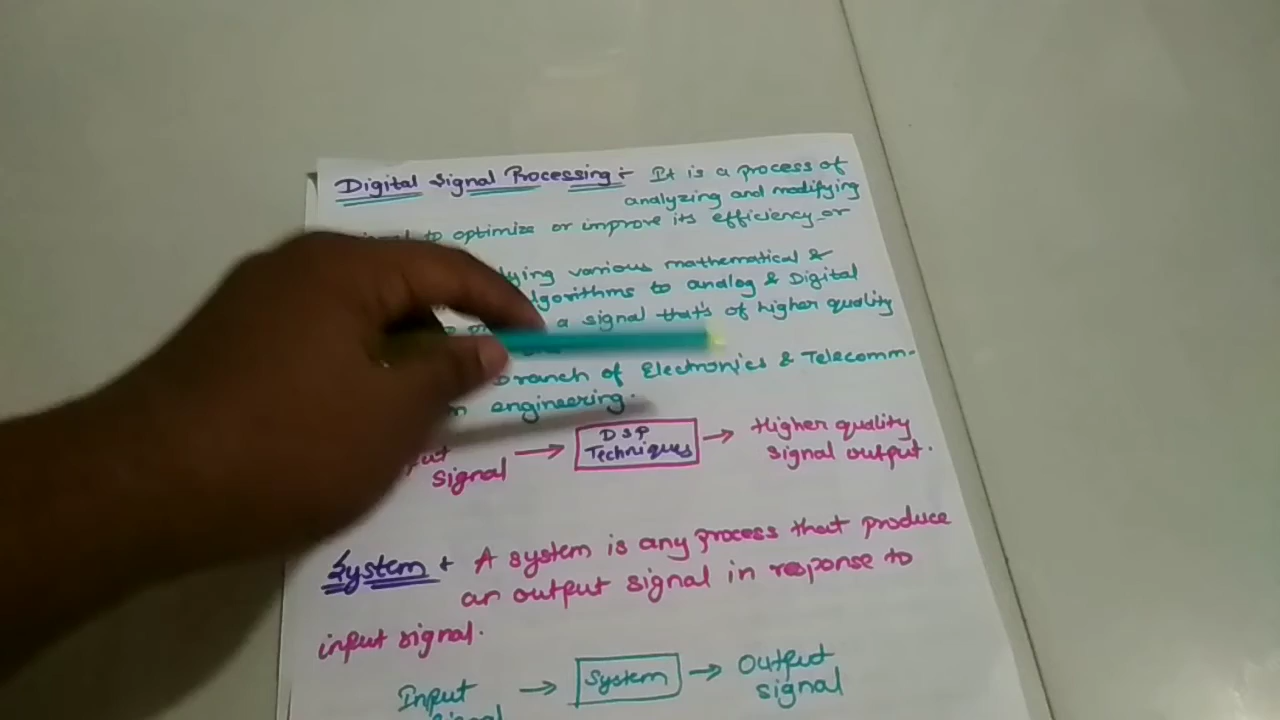 Digital Signal Processing :- It is a process of
analyzing and modifying
to optimize or improve its efficiency or
various mathematical &
to analog & Digital
a signal that's of higher quality
branch of Electronics & Telecomm-
engineering.
signal → DSP Techniques → Higher quality signal output.
System :- A system is any process that produce
an output signal in response to
input signal.
Input → System → Output
signal